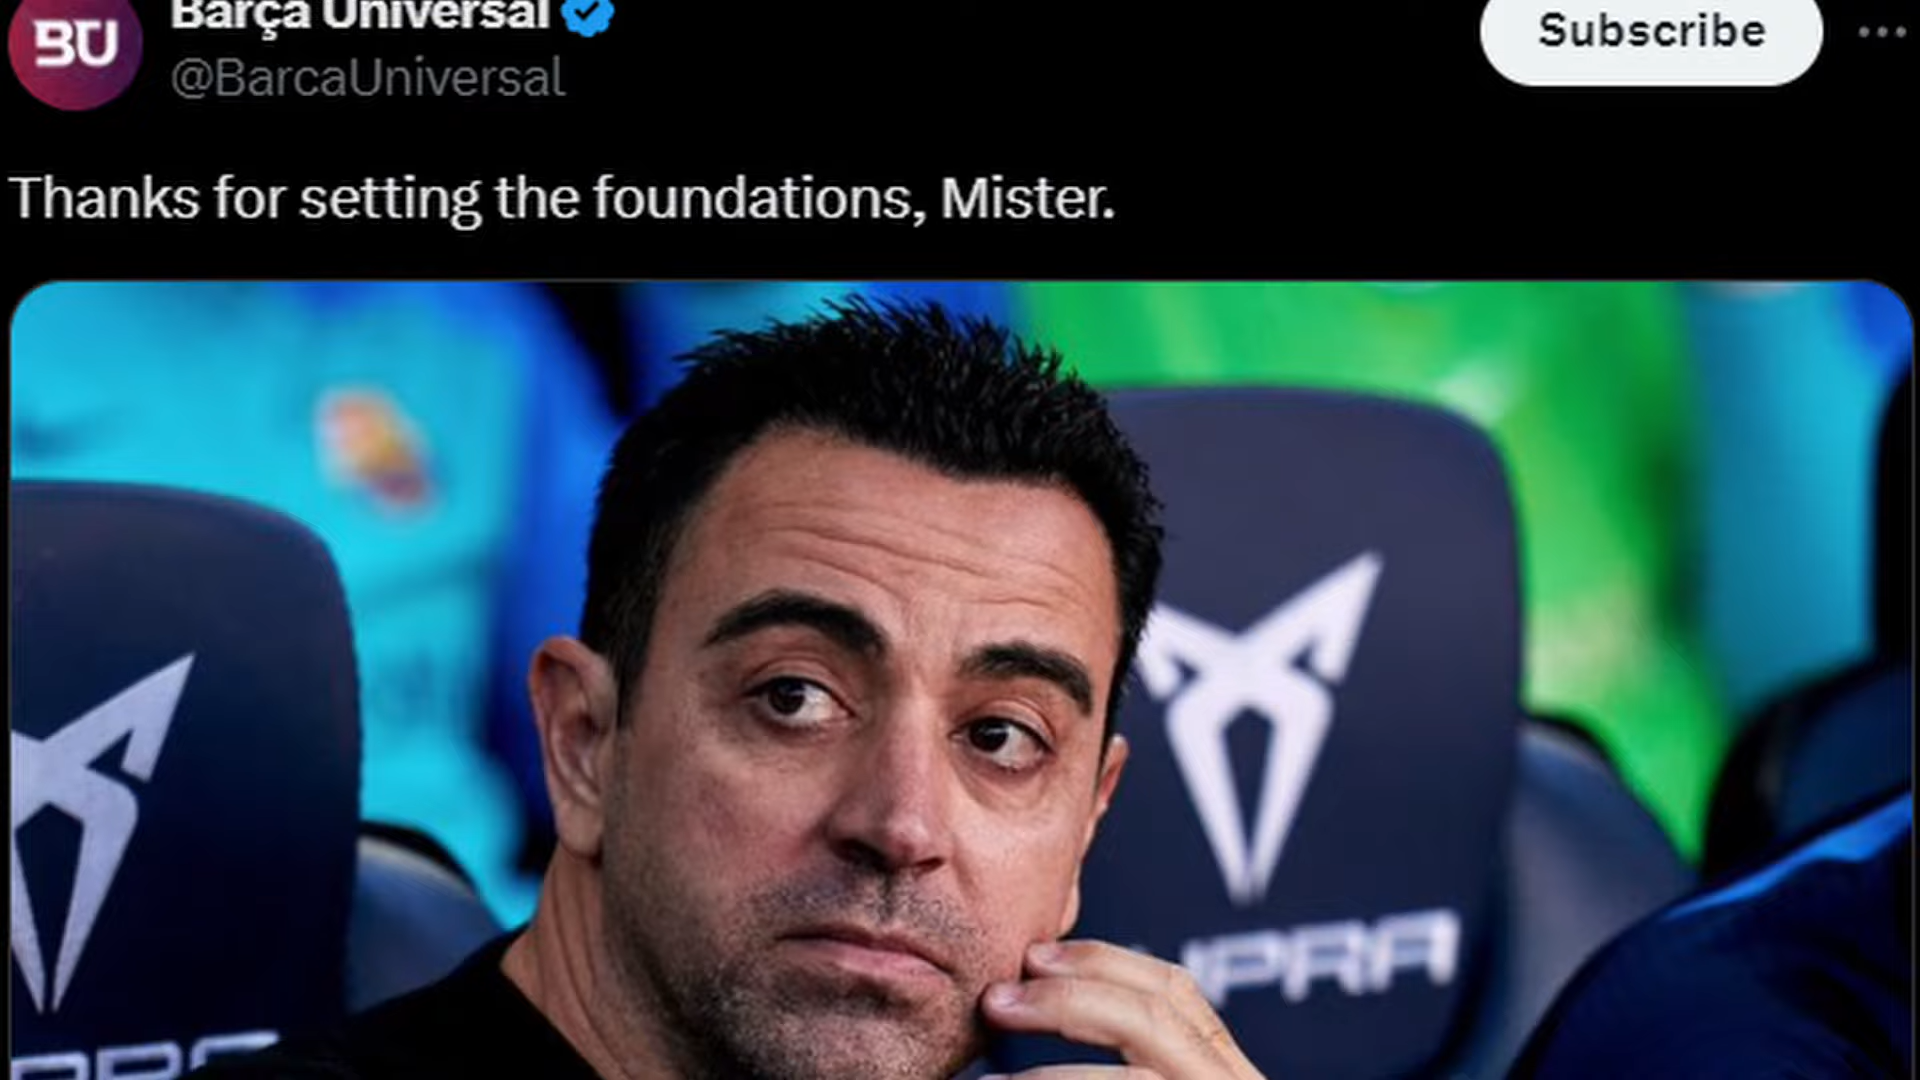 BU
Barça Universal
@BarcaUniversal
Subscribe
Thanks for setting the foundations, Mister.